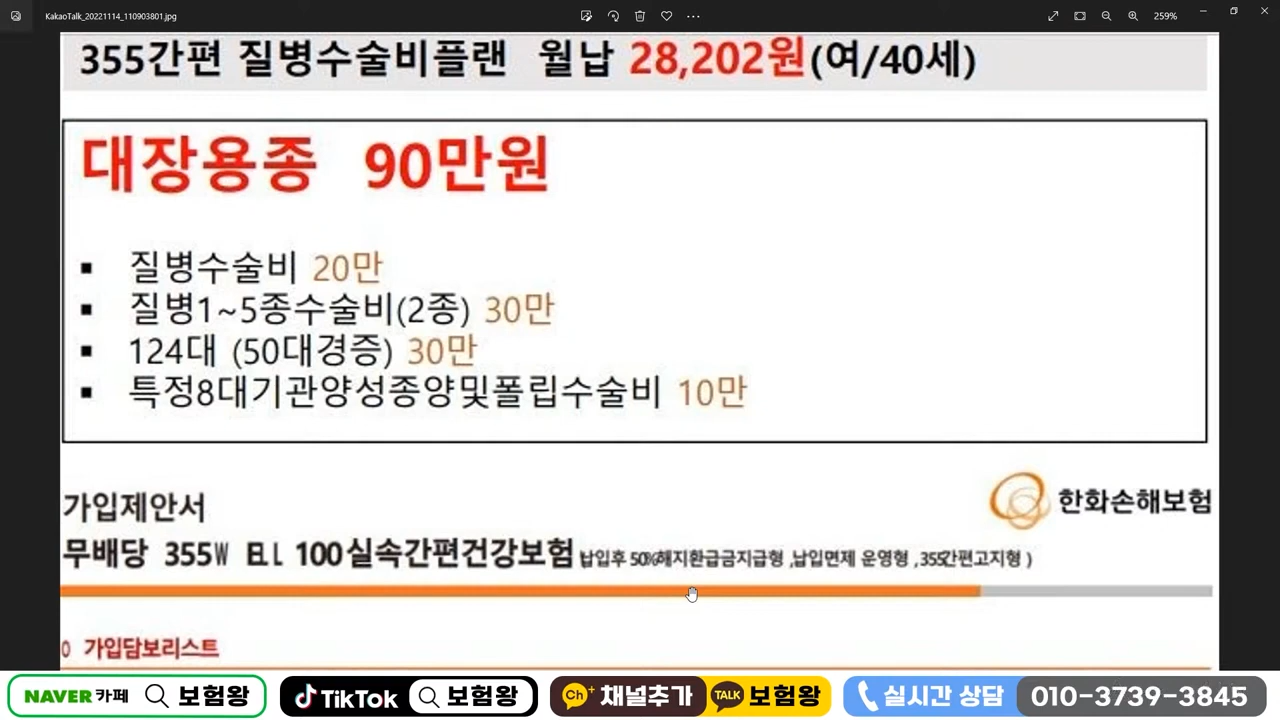 KakaoTalk_20221114_110903801.jpg
259%
355간편 질병수술비플랜 월납 28,202원(여/40세)
대장용종 90만원
▪ 질병수술비 20만
▪ 질병1~5종수술비(2종) 30만
▪ 124대 (50대경증) 30만
▪ 특정8대기관양성종양및폴립수술비 10만
가입제안서
한화손해보험
무배당 355W ELL 100실속간편건강보험 납입후 50%해지환급금지급형 ,납입면제 운영형 ,355간편고지형 )
0 가입담보리스트
NAVER 카페 보험왕 TikTok 보험왕 Ch+ 채널추가 TALK 보험왕 실시간 상담 010-3739-3845